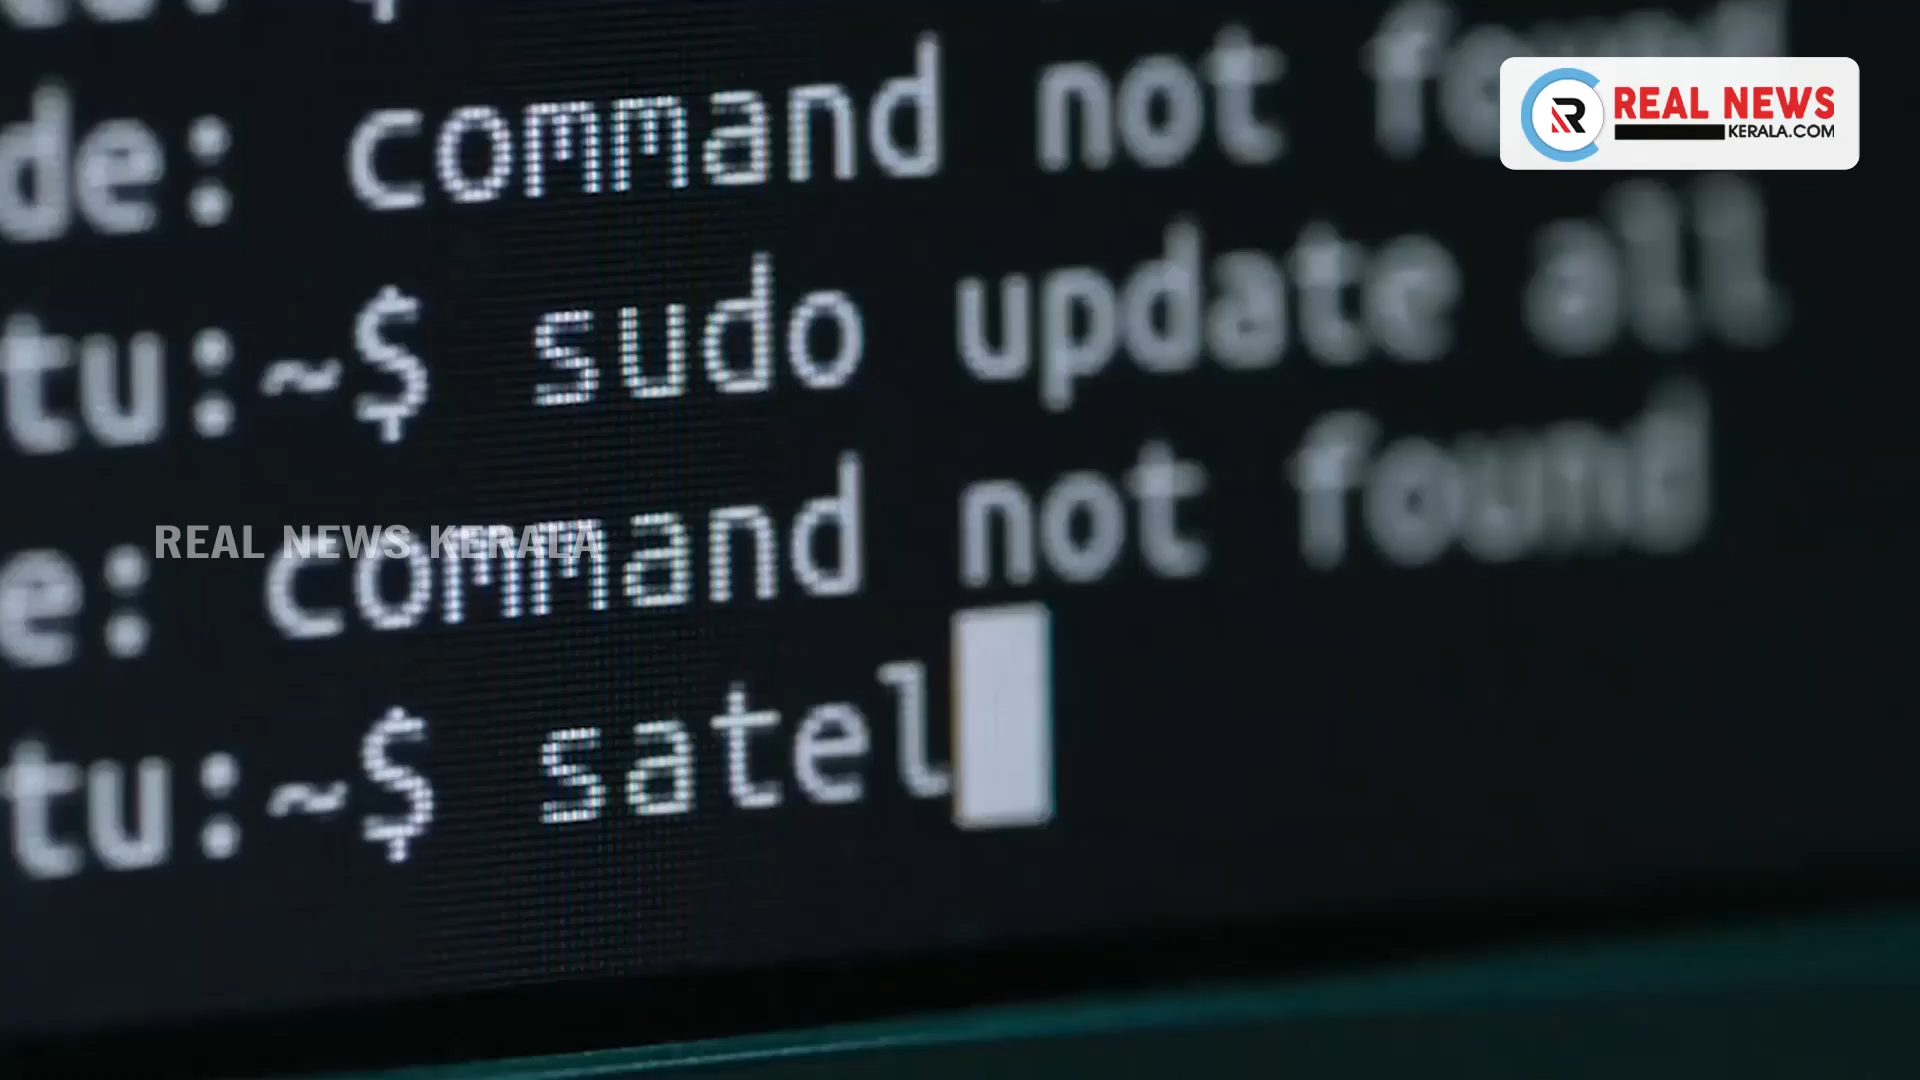 de: command not found
REAL NEWS
KERALA.COM
tu:~$ sudo update all
e: command not found
REAL NEWS KERALA
tu:~$ satel